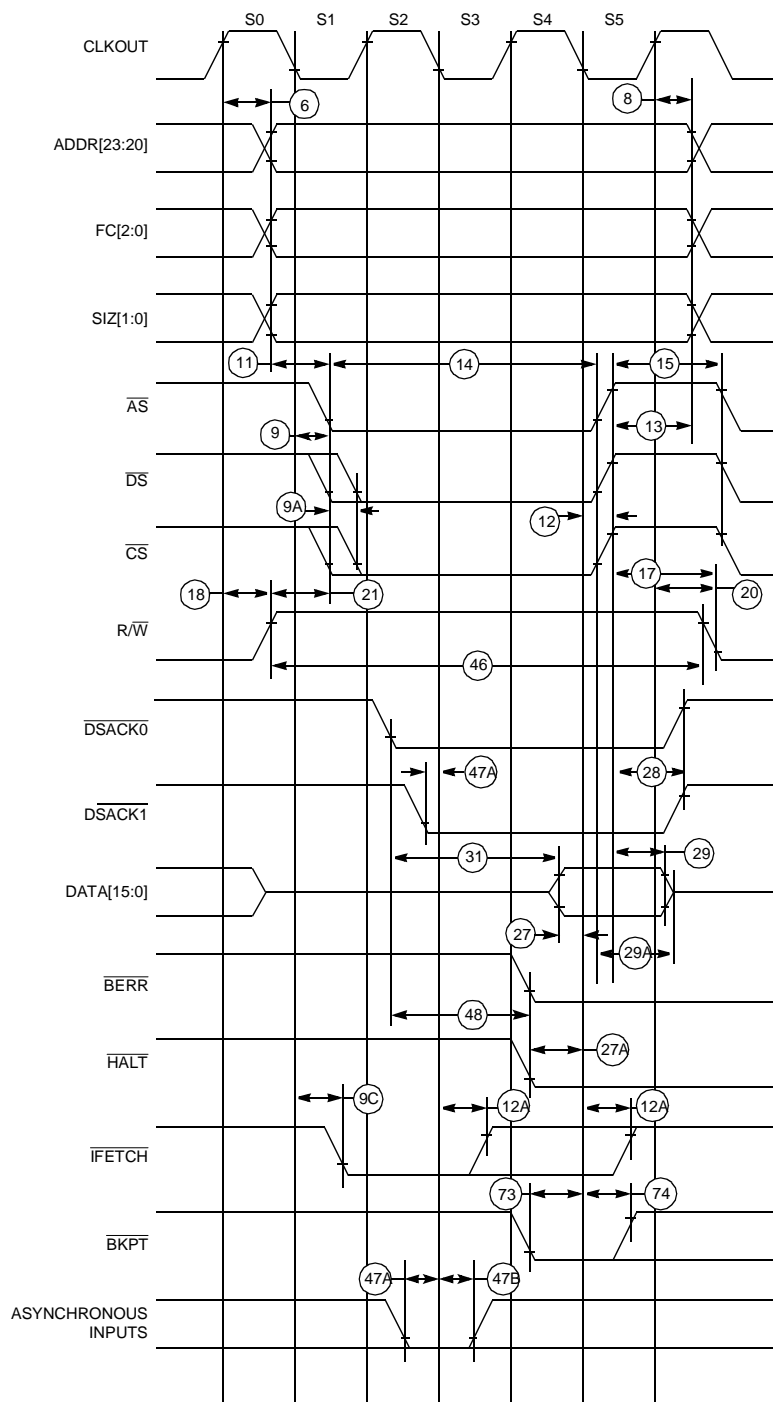 S0 S1 S2 S3 S4 S5
CLKOUT
6 8
ADDR[23:20]
FC[2:0]
SIZ[1:0]
11 14 15
AS
9 13
DS
9A 12
CS
18 21 17 20
R/W
46
DSACK0
47A 28
DSACK1
31 29
DATA[15:0]
27 29A
BERR
48
27A
HALT
9C 12A 12A
IFETCH
73 74
BKPT
47A 47B
ASYNCHRONOUS
INPUTS